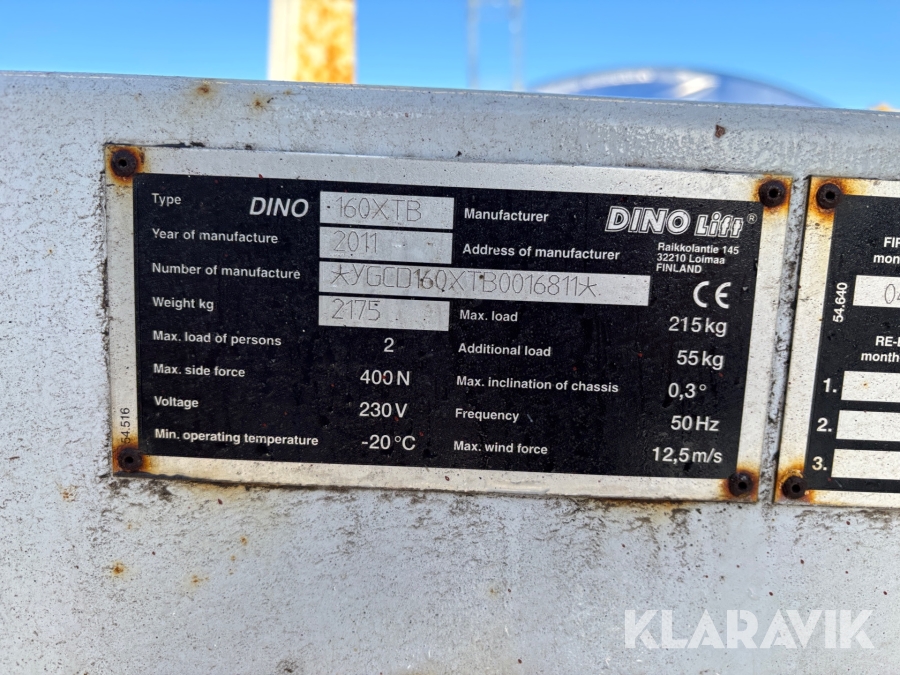 Type DINO 160XTB
Year of manufacture 2011
Number of manufacture *YGCD160XTB0016811*
Weight kg 2175
Max. load of persons 2
Max. side force 400 N
Voltage 230 V
Min. operating temperature -20 °C
54.516
Manufacturer DINO Lift ®
Address of manufacturer Raikkolantie 145
32210 Loimaa
FINLAND
CE
Max. load 215 kg
Additional load 55 kg
Max. inclination of chassis 0,3°
Frequency 50 Hz
Max. wind force 12,5 m/s
54.640
1.
2.
3.
KLARAVIK